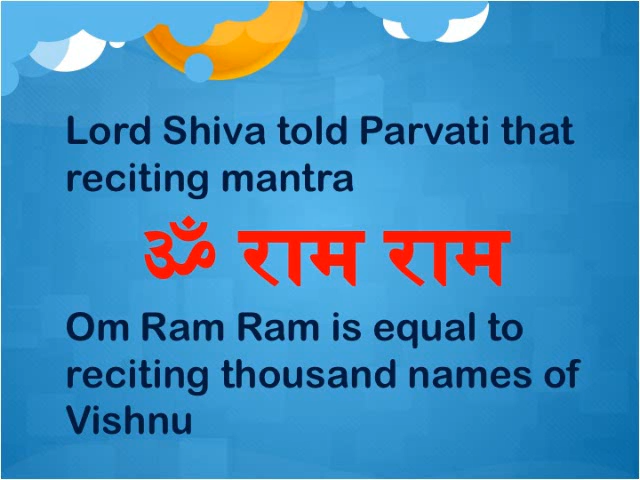 Lord Shiva told Parvati that
reciting mantra
ॐ राम राम
Om Ram Ram is equal to
reciting thousand names of
Vishnu